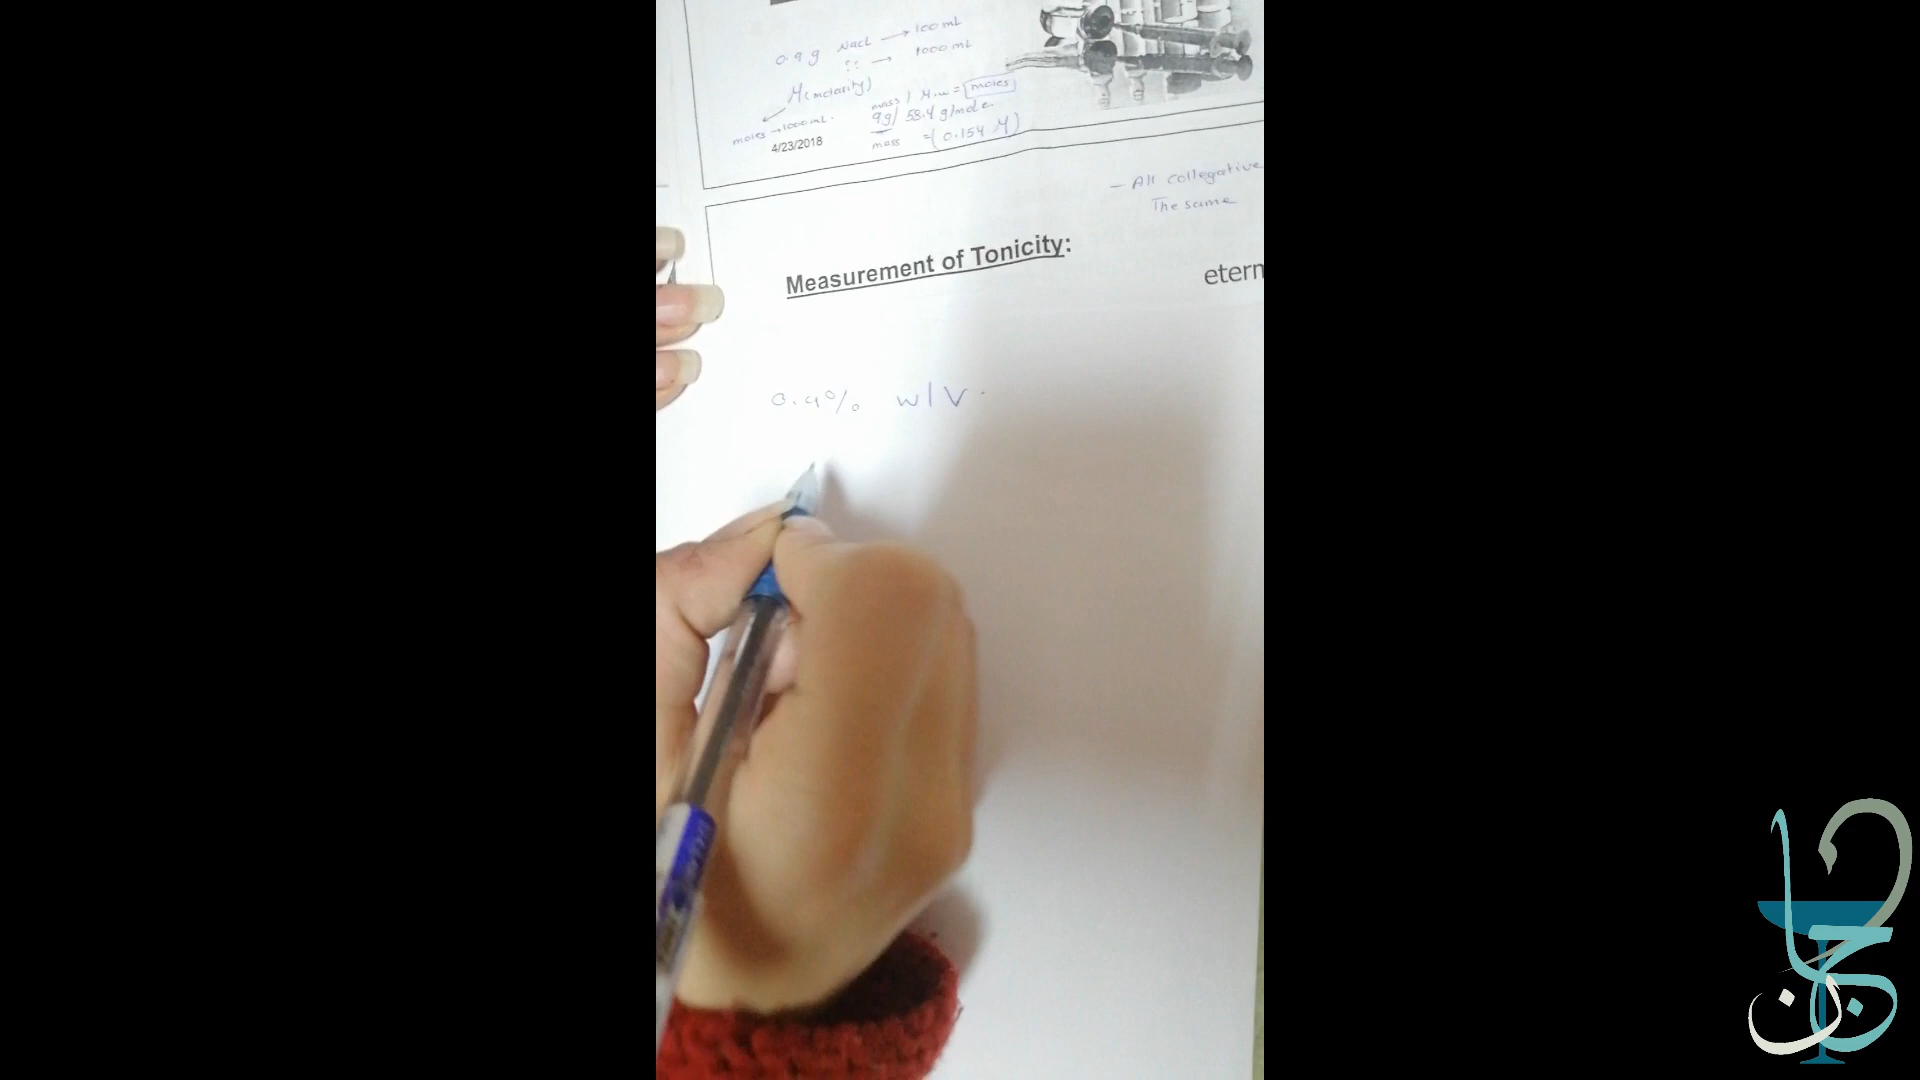 0.9 g NaCl → 100 mL
?? → 1000 mL
M (molarity)
moles → 1000 mL.
mass / M.w = moles
9g / 58.4 g/mole
mass = (0.154 M)
4/23/2018
– All collegative
The same
Measurement of Tonicity:
etern
0.9% w/v.